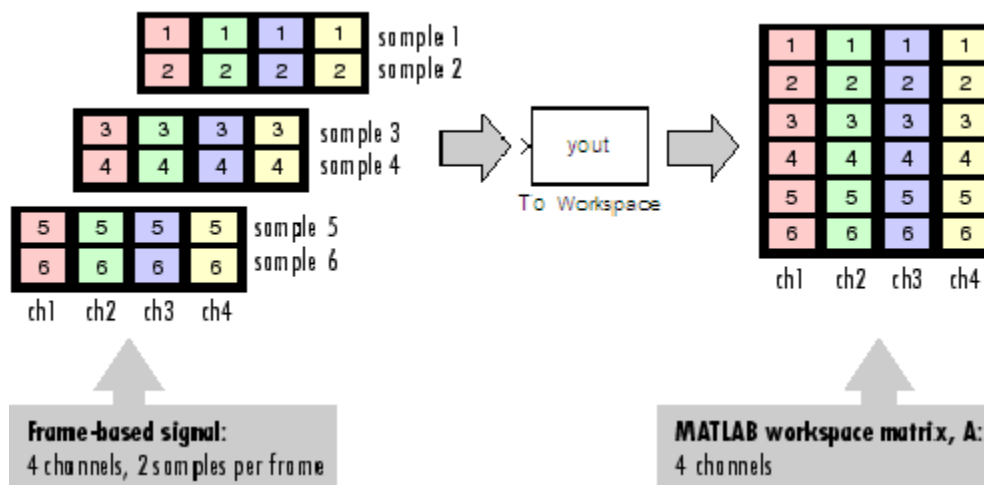 1 1 1 1 sample 1
2 2 2 2 sample 2
3 3 3 3 sample 3
4 4 4 4 sample 4
5 5 5 5 sample 5
6 6 6 6 sample 6
ch1 ch2 ch3 ch4
yout
To Workspace
1 1 1 1
2 2 2 2
3 3 3 3
4 4 4 4
5 5 5 5
6 6 6 6
ch1 ch2 ch3 ch4
Frame-based signal:
4 channels, 2 samples per frame
MATLAB workspace matrix, A:
4 channels